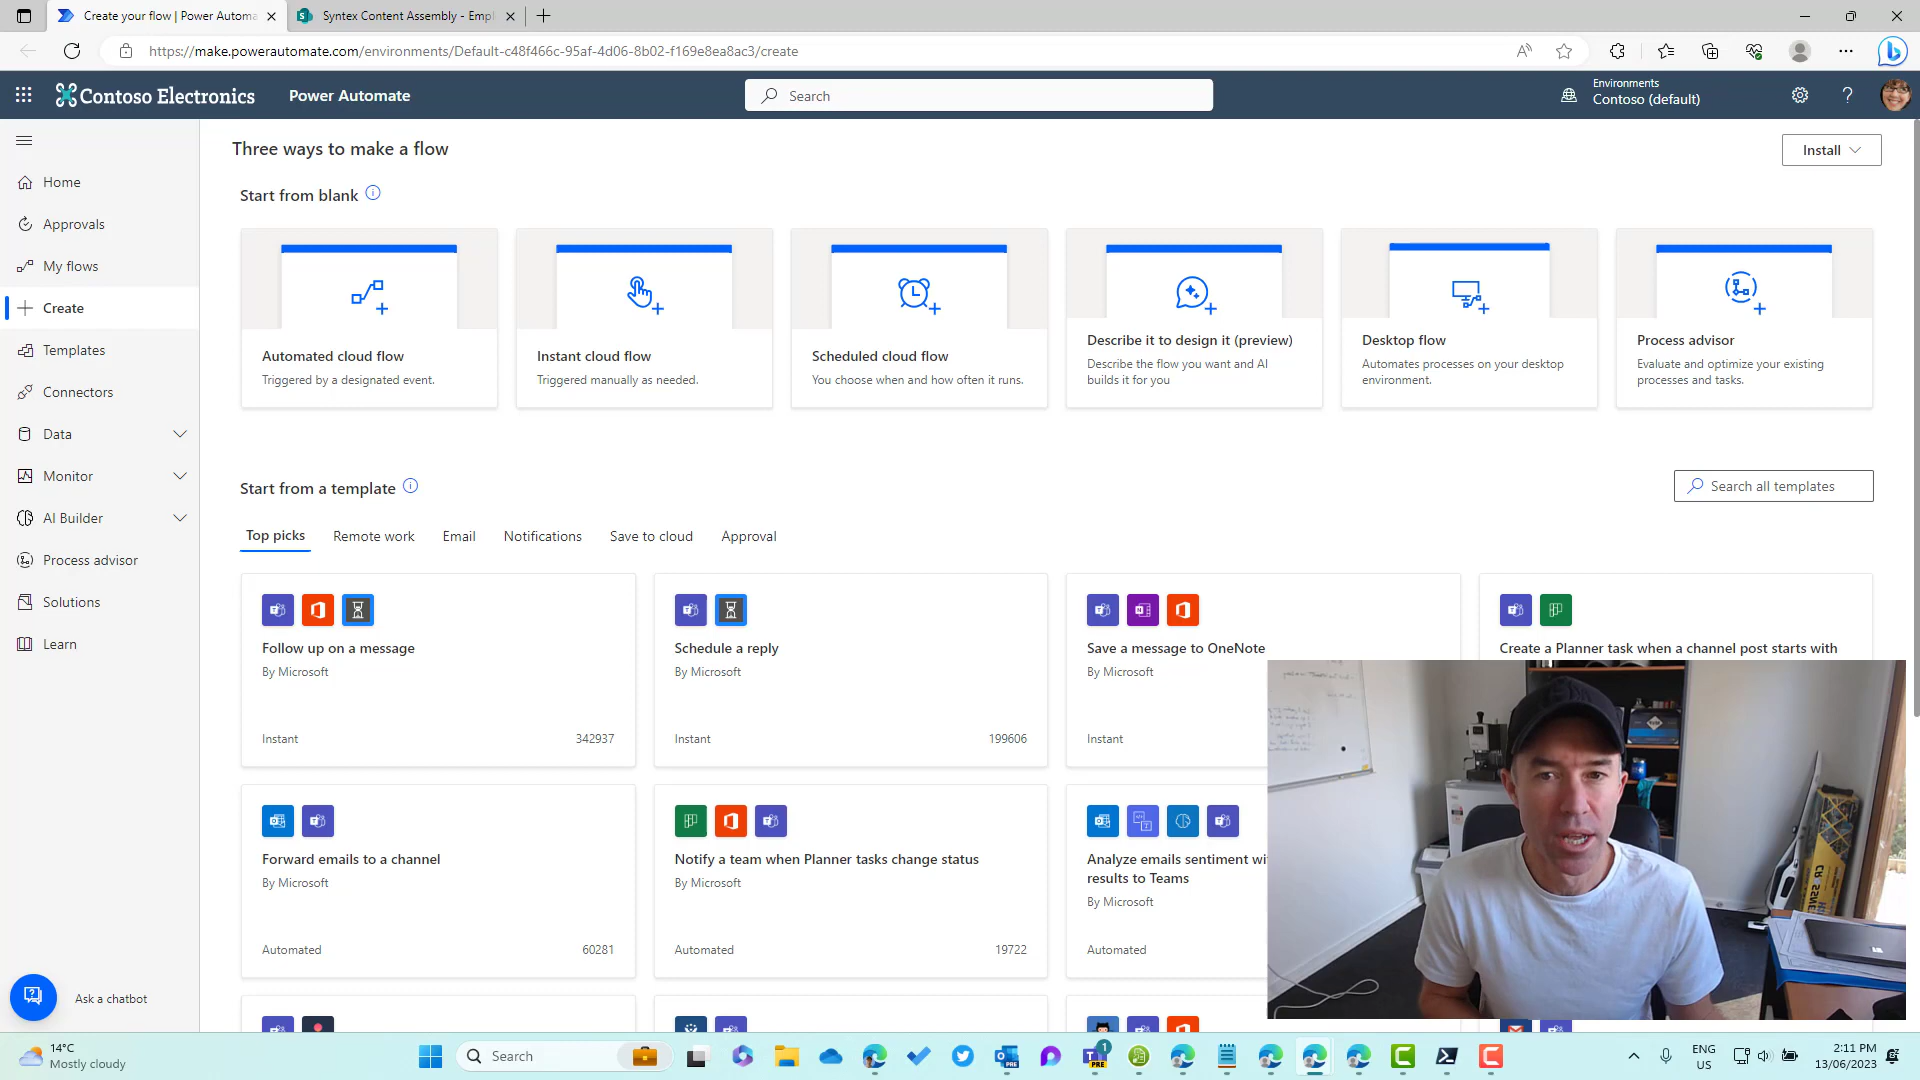 Create your flow | Power Automa
Syntex Content Assembly - Empl
https://make.powerautomate.com/environments/Default-c48f466c-95af-4d06-8b02-f169e8ea8ac3/create
Contoso Electronics
Power Automate
Search
Environments
Contoso (default)
Home
Approvals
My flows
Create
Templates
Connectors
Data
Monitor
AI Builder
Process advisor
Solutions
Learn
Ask a chatbot
Three ways to make a flow
Install
Start from blank
Automated cloud flow
Triggered by a designated event.
Instant cloud flow
Triggered manually as needed.
Scheduled cloud flow
You choose when and how often it runs.
Describe it to design it (preview)
Describe the flow you want and AI
builds it for you
Desktop flow
Automates processes on your desktop
environment.
Process advisor
Evaluate and optimize your existing
processes and tasks.
Start from a template
Search all templates
Top picks
Remote work
Email
Notifications
Save to cloud
Approval
Follow up on a message
By Microsoft
Instant
342937
Schedule a reply
By Microsoft
Instant
199606
Save a message to OneNote
By Microsoft
Instant
Create a Planner task when a channel post starts with
Forward emails to a channel
By Microsoft
Automated
60281
Notify a team when Planner tasks change status
By Microsoft
Automated
19722
Analyze emails sentiment wi
results to Teams
By Microsoft
Automated
14°C
Mostly cloudy
Search
PRE
1
PRE
ENG
US
2:11 PM
13/06/2023